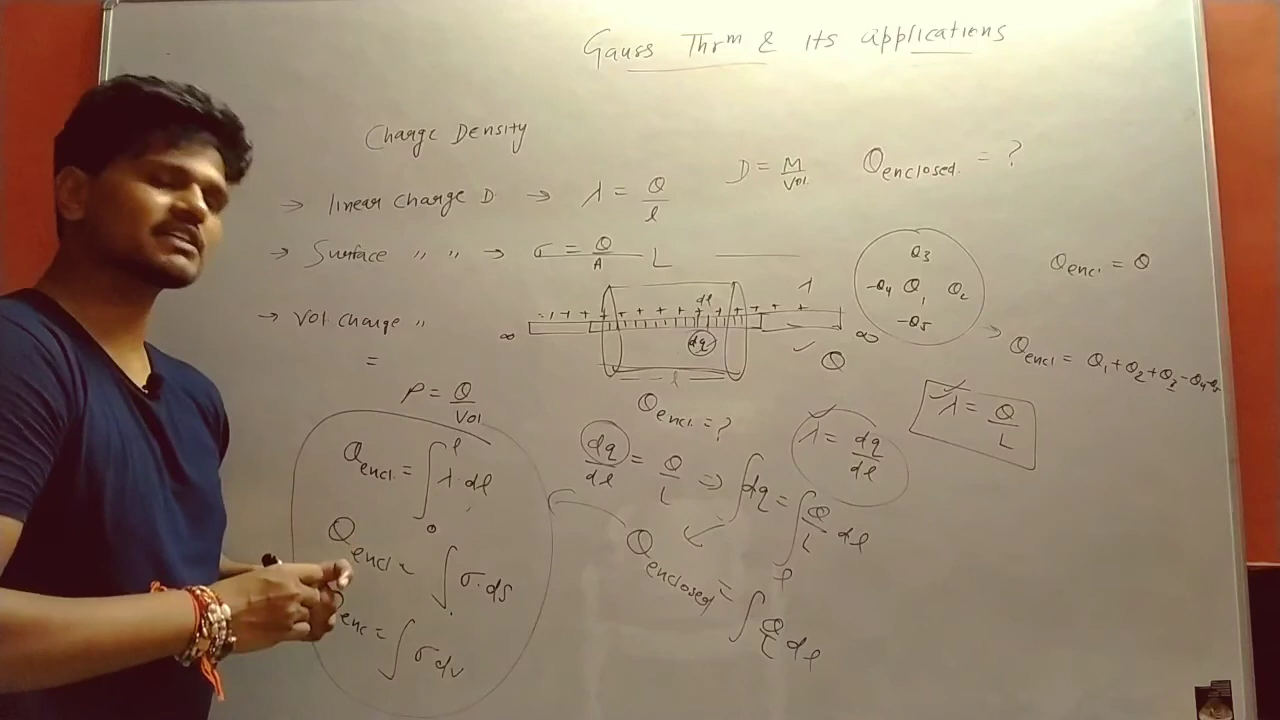 Gauss Thrm & its applications
Charge Density
→ linear charge D. → λ = Q/l
D = M/Vol.
Qenclosed. = ?
→ Surface " " → σ = Q/A
L
→ Vol. charge "
=
ρ = Q/Vol
λ
dl
+ + + + + + + + + + + +
∞
dq
∞
Q
l
Qencl. = ?
Q3
-Q4 Q1 Q2
-Q5
Qencl. = Q
→ Qencl = Q1 + Q2 + Q3 - Q4 - Q5
λ = Q/L
λ = dq/dl
dq/dl = Q/L ⇒ ∫dq = ∫Q/L dl
l
Qenclosed = ∫Q/L dl
Qencl. = ∫₀ˡ λ·dl
Qencl = ∫σ·ds
Qenc = ∫σ dv